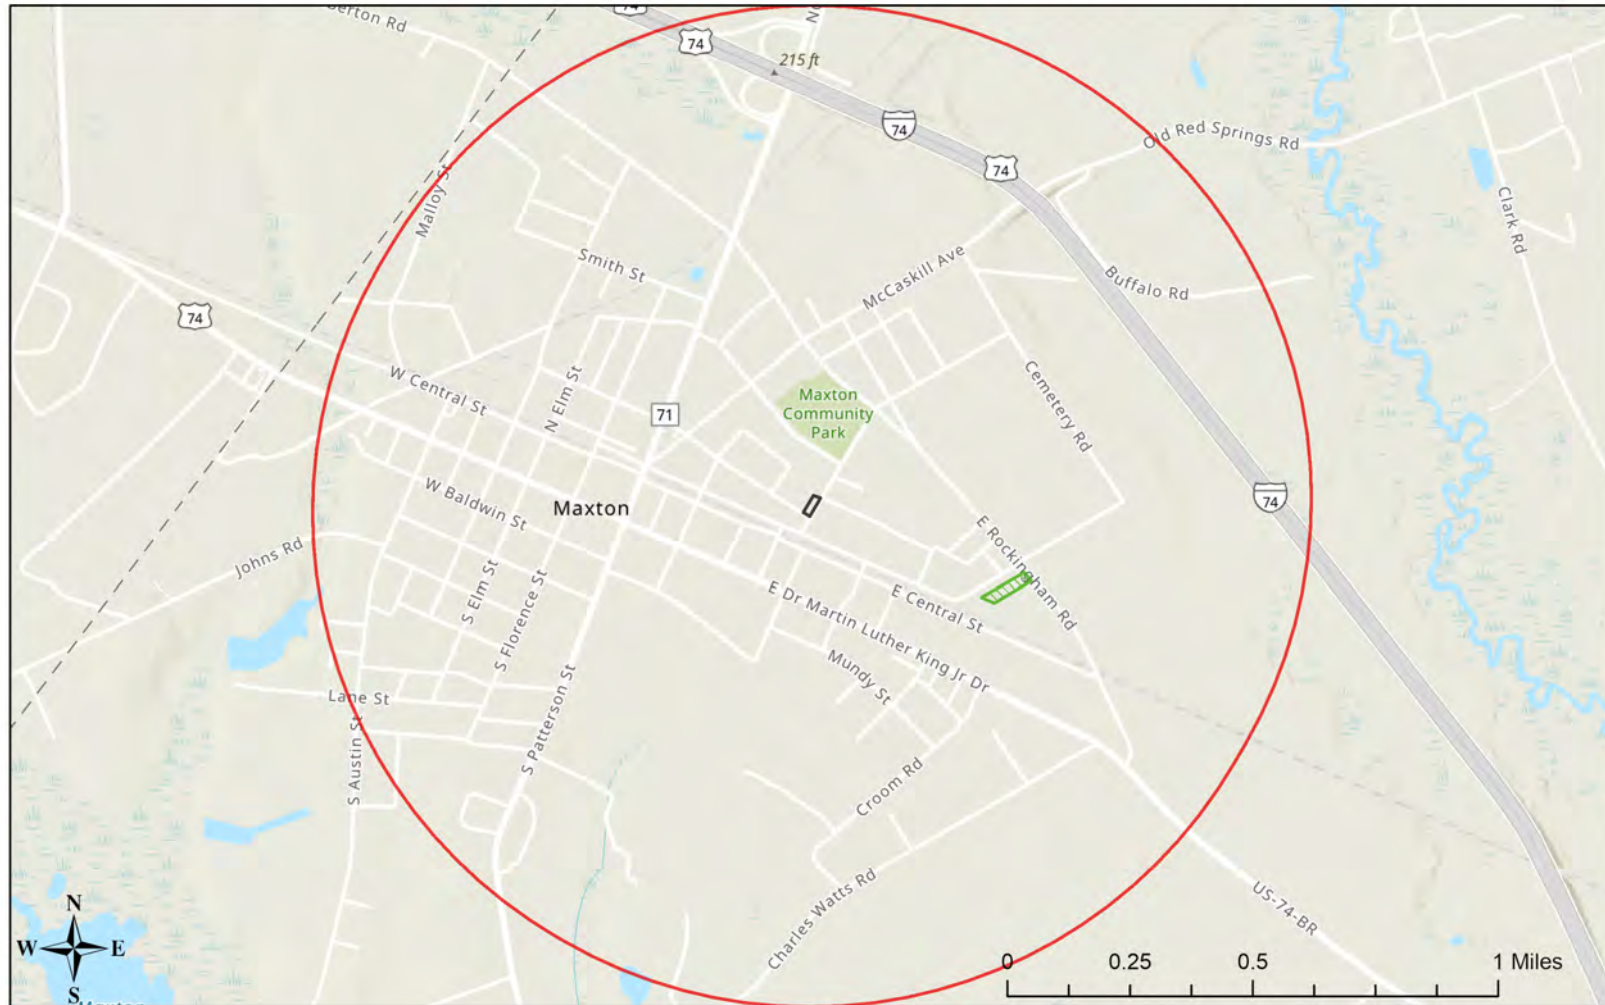 74
berton Rd
74
215 ft
74
74
Old Red Springs Rd
Clark Rd
Malloy St
Smith St
McCaskill Ave
Buffalo Rd
74
W Central St
N Elm St
71
Maxton
Community
Park
Cemetery Rd
W Baldwin St
Maxton
74
Johns Rd
S Elm St
S Florence St
E Rockingham Rd
E Central St
E Dr Martin Luther King Jr Dr
Mundy St
Lane St
S Austin St
S Patterson St
Croom Rd
Charles Watts Rd
US-74-BR
N
W
E
S
Maxton
0
0.25
0.5
1 Miles